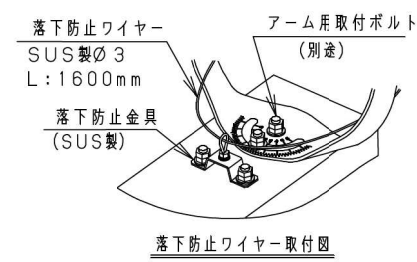 落下防止ワイヤー
SUS製Ø3
L:1600mm
アーム用取付ボルト
(別途)
落下防止金具
(SUS製)
落下防止ワイヤー取付図